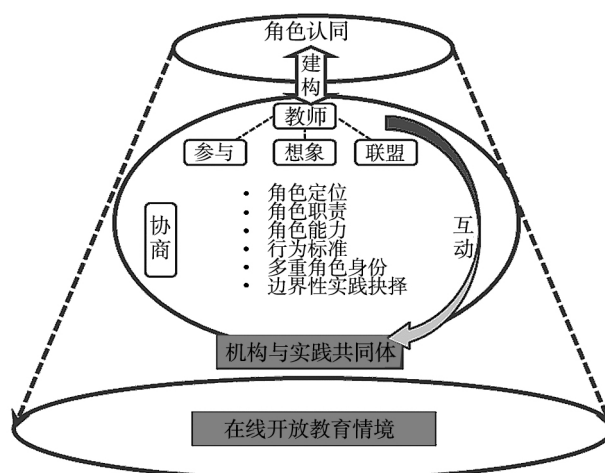 角色认同
建构
教师
参与 想象 联盟
• 角色定位
• 角色职责
• 角色能力
• 行为标准
• 多重角色身份
• 边界性实践抉择
协商
互动
机构与实践共同体
在线开放教育情境